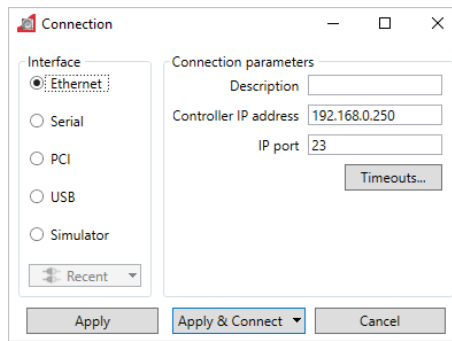 Connection
Interface
Ethernet
Serial
PCI
USB
Simulator
Recent
Connection parameters
Description
Controller IP address 192.168.0.250
IP port 23
Timeouts...
Apply
Apply & Connect
Cancel